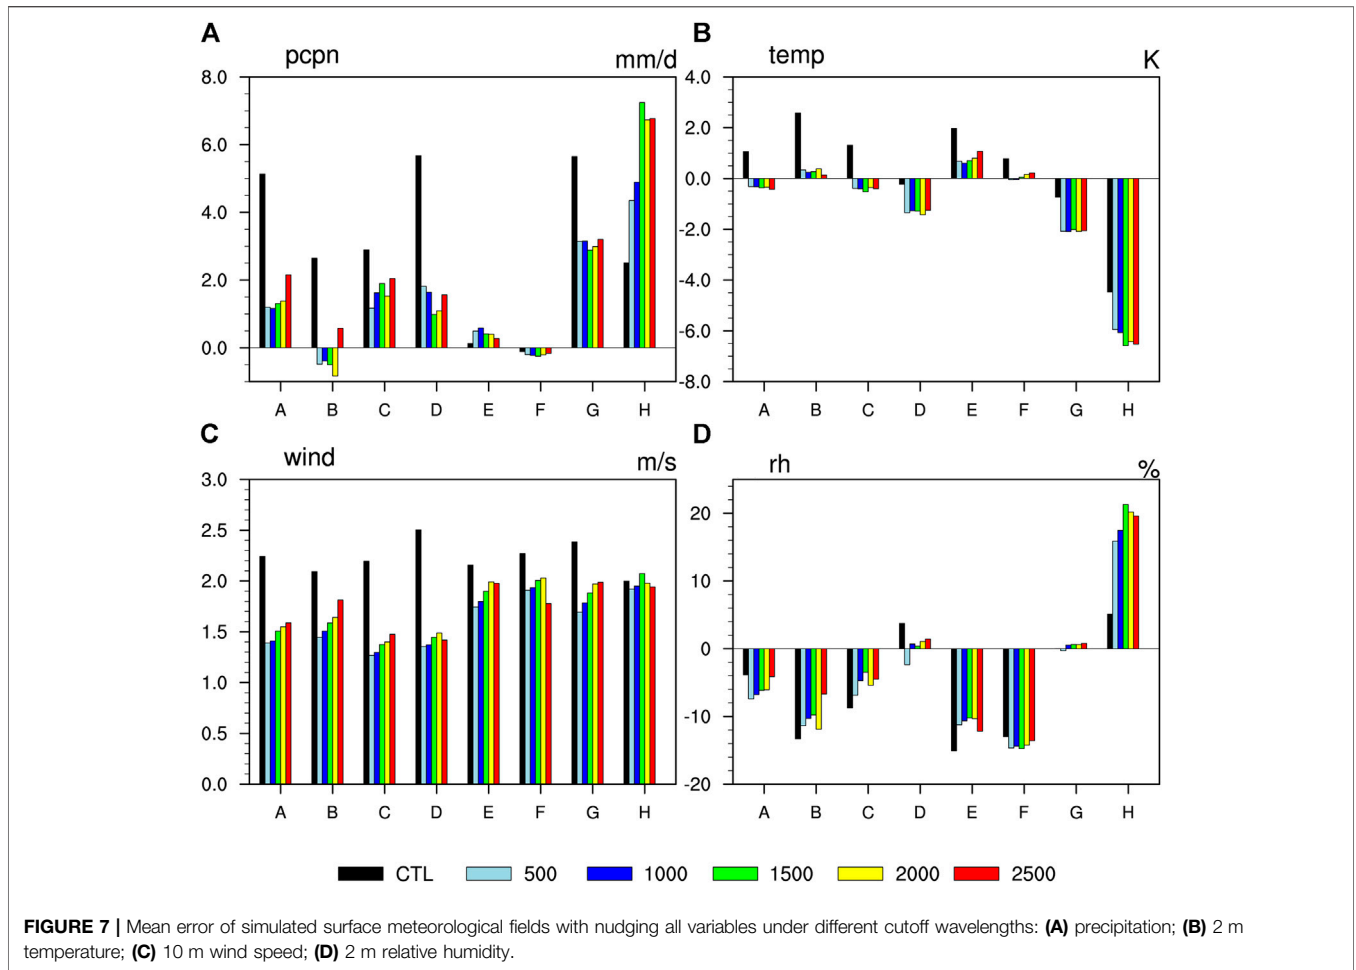 A
pcpn mm/d
8.0
6.0
4.0
2.0
0.0
A B C D E F G H
B
temp K
4.0
2.0
0.0
-2.0
-4.0
-6.0
-8.0
A B C D E F G H
C
wind m/s
3.0
2.5
2.0
1.5
1.0
0.5
0.0
A B C D E F G H
D
rh %
20
10
0
-10
-20
A B C D E F G H
CTL 500 1000 1500 2000 2500
FIGURE 7 | Mean error of simulated surface meteorological fields with nudging all variables under different cutoff wavelengths: (A) precipitation; (B) 2 m
temperature; (C) 10 m wind speed; (D) 2 m relative humidity.